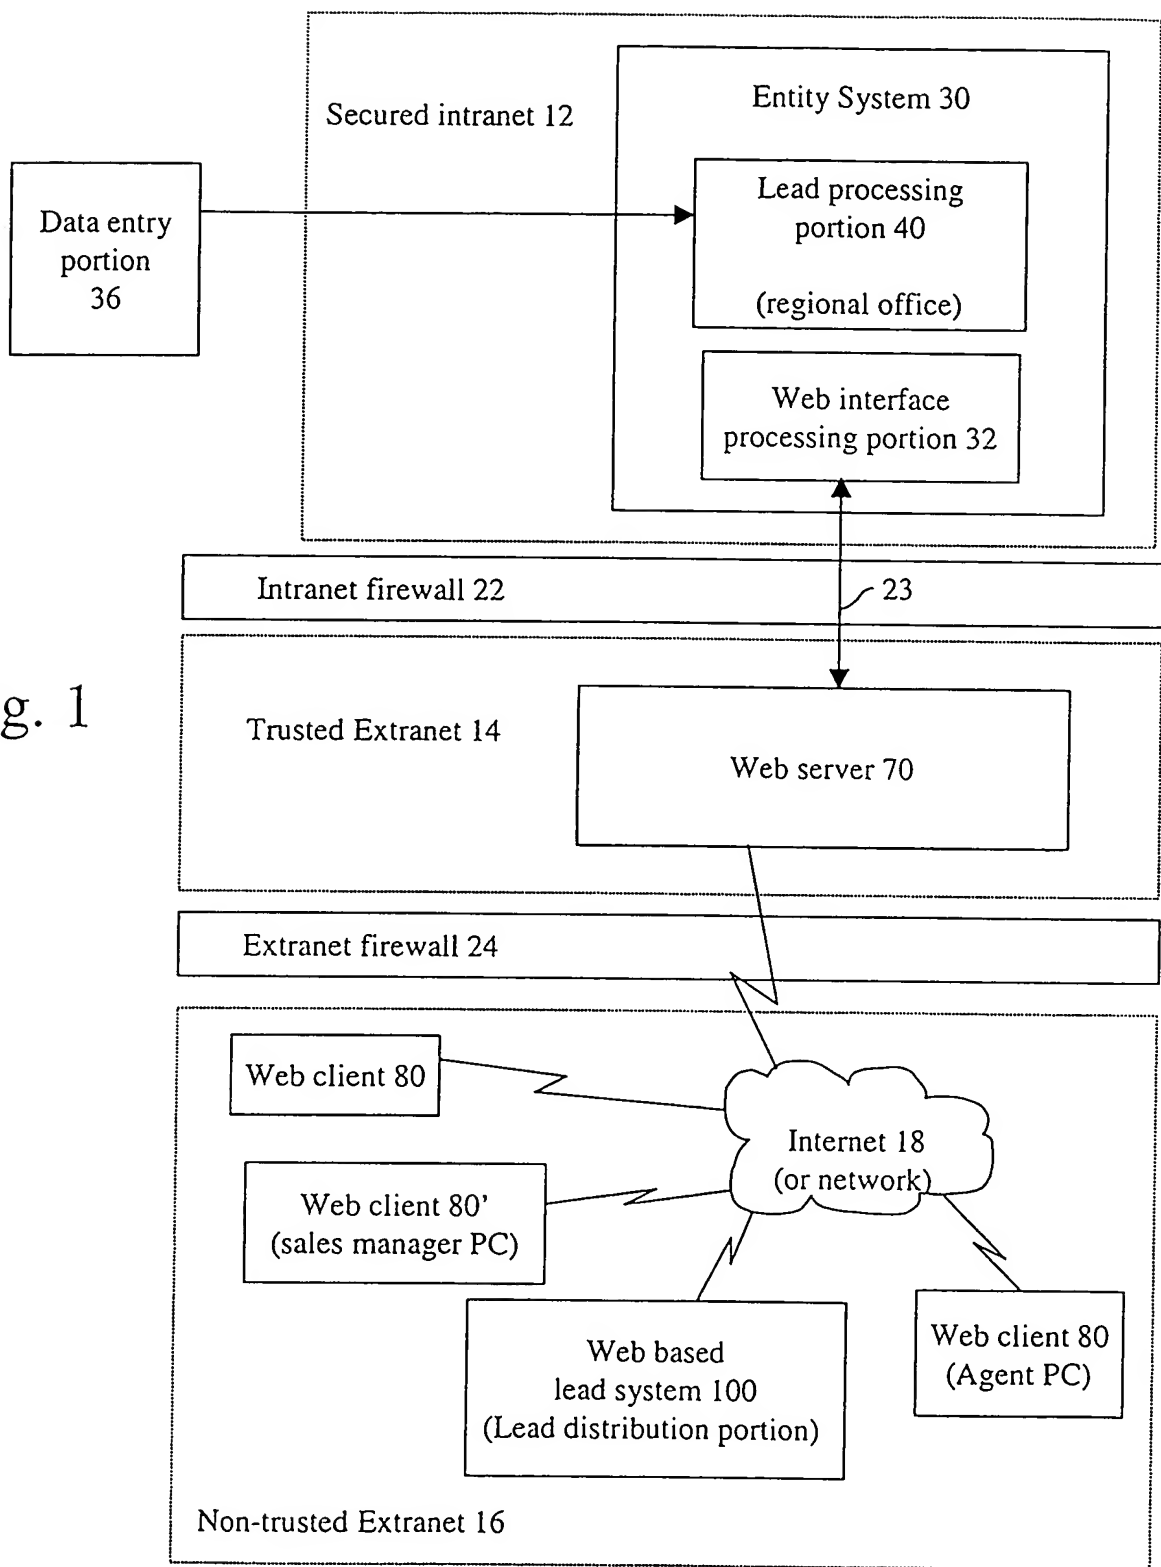 Entity System 30
Secured intranet 12
Data entry
portion
36
Lead processing
portion 40
(regional office)
Web interface
processing portion 32
Intranet firewall 22
23
g. 1
Trusted Extranet 14
Web server 70
Extranet firewall 24
Web client 80
Internet 18
(or network)
Web client 80'
(sales manager PC)
Web based
lead system 100
(Lead distribution portion)
Web client 80
(Agent PC)
Non-trusted Extranet 16